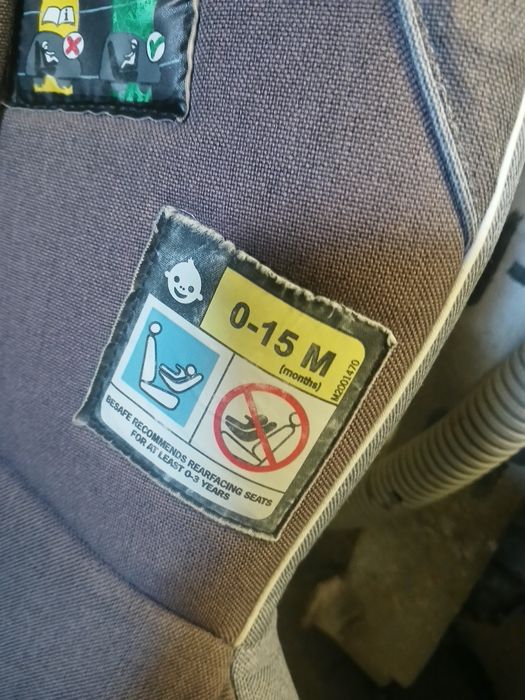 0-15 M
(months)
M2001470
BESAFE RECOMMENDS REARFACING SEATS
FOR AT LEAST 0-3 YEARS